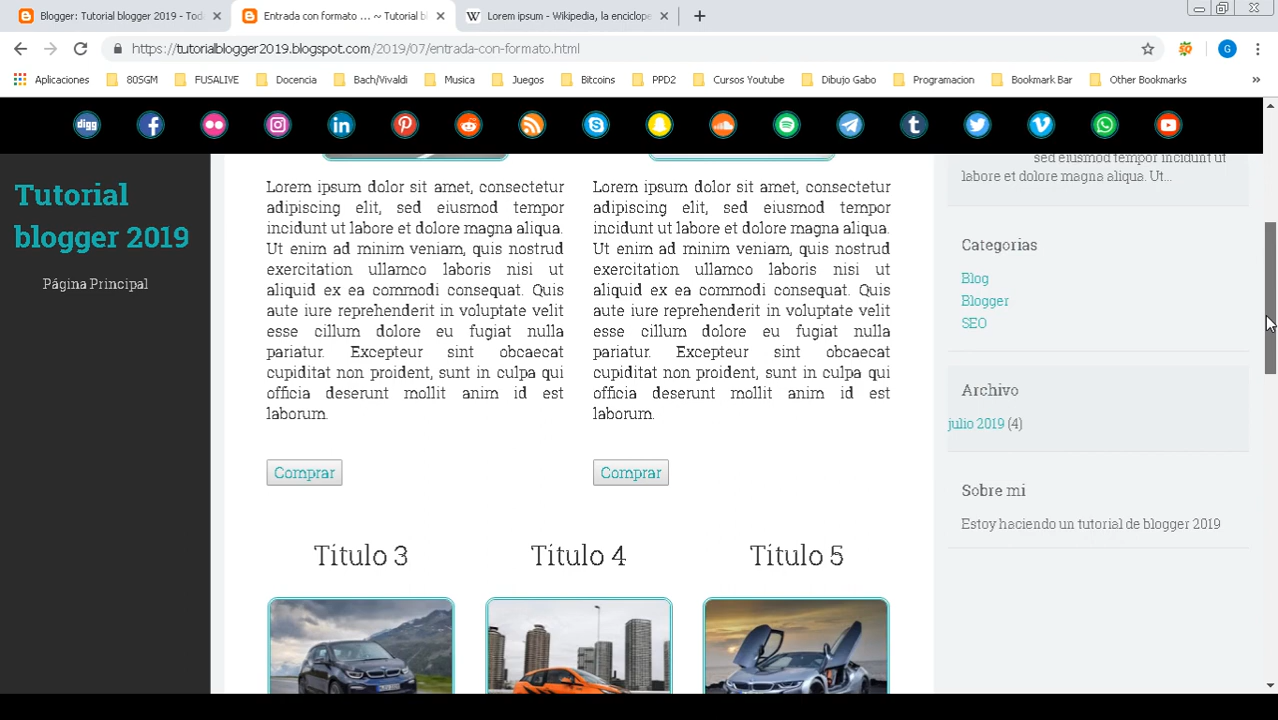 Blogger: Tutorial blogger 2019 - Tod
Entrada con formato ... ~ Tutorial b
Lorem ipsum - Wikipedia, la enciclope
https://tutorialblogger2019.blogspot.com/2019/07/entrada-con-formato.html
G
Aplicaciones
80SGM
FUSALIVE
Docencia
Bach/Vivaldi
Musica
Juegos
Bitcoins
PPD2
Cursos Youtube
Dibujo Gabo
Programacion
Bookmark Bar
Other Bookmarks
»
digg
Tutorial
blogger 2019
Página Principal
Lorem ipsum dolor sit amet, consectetur
adipiscing elit, sed eiusmod tempor
incidunt ut labore et dolore magna aliqua.
Ut enim ad minim veniam, quis nostrud
exercitation ullamco laboris nisi ut
aliquid ex ea commodi consequat. Quis
aute iure reprehenderit in voluptate velit
esse cillum dolore eu fugiat nulla
pariatur. Excepteur sint obcaecat
cupiditat non proident, sunt in culpa qui
officia deserunt mollit anim id est
laborum.
Comprar
Lorem ipsum dolor sit amet, consectetur
adipiscing elit, sed eiusmod tempor
incidunt ut labore et dolore magna aliqua.
Ut enim ad minim veniam, quis nostrud
exercitation ullamco laboris nisi ut
aliquid ex ea commodi consequat. Quis
aute iure reprehenderit in voluptate velit
esse cillum dolore eu fugiat nulla
pariatur. Excepteur sint obcaecat
cupiditat non proident, sunt in culpa qui
officia deserunt mollit anim id est
laborum.
Comprar
Titulo 3
Titulo 4
Titulo 5
sed eiusmod tempor incidunt ut
labore et dolore magna aliqua. Ut...
Categorias
Blog
Blogger
SEO
Archivo
julio 2019 (4)
Sobre mi
Estoy haciendo un tutorial de blogger 2019